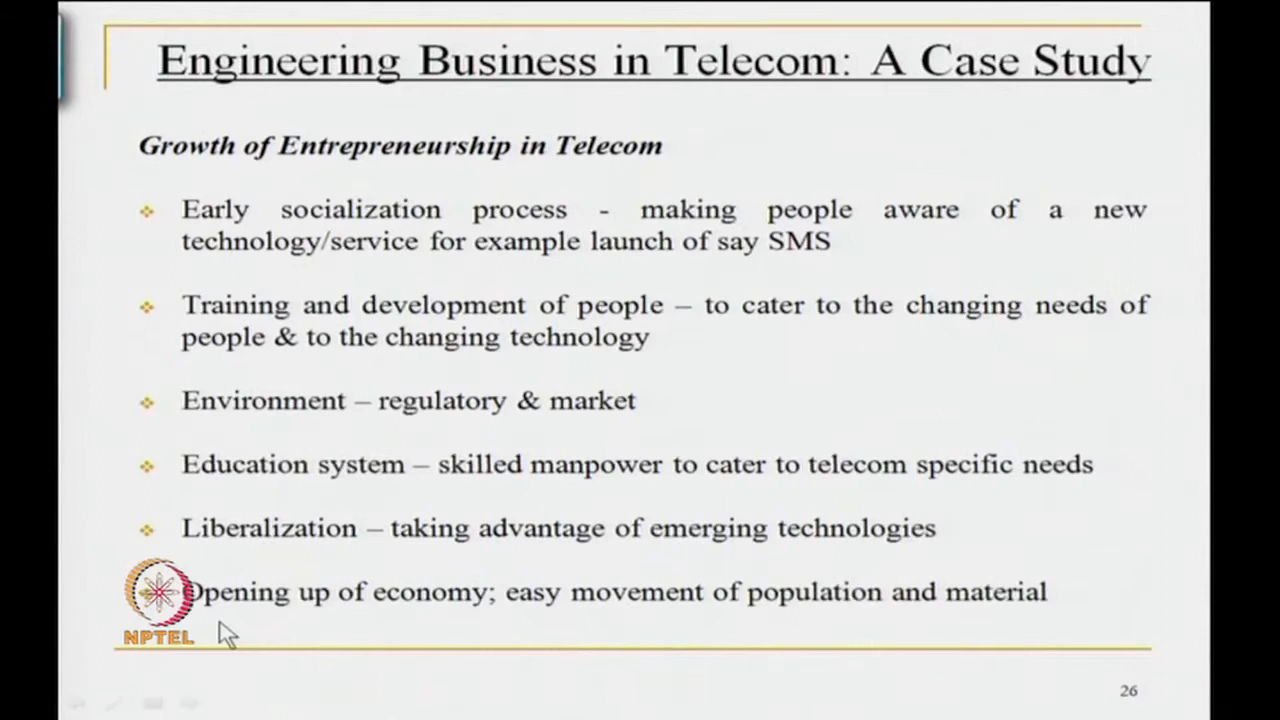 Engineering Business in Telecom: A Case Study
Growth of Entrepreneurship in Telecom
Early socialization process - making people aware of a new
technology/service for example launch of say SMS
Training and development of people – to cater to the changing needs of
people & to the changing technology
Environment – regulatory & market
Education system – skilled manpower to cater to telecom specific needs
Liberalization – taking advantage of emerging technologies
Opening up of economy; easy movement of population and material
NPTEL
26